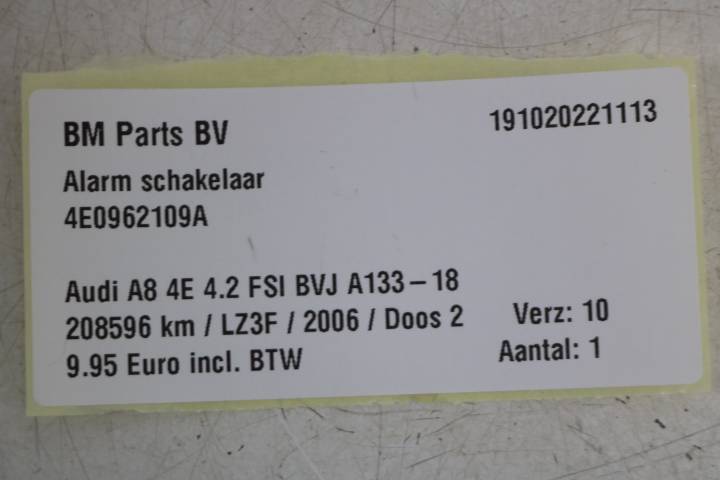 BM Parts BV 191020221113
Alarm schakelaar
4E0962109A
Audi A8 4E 4.2 FSI BVJ A133-18
208596 km / LZ3F / 2006 / Doos 2 Verz: 10
9.95 Euro incl. BTW Aantal: 1